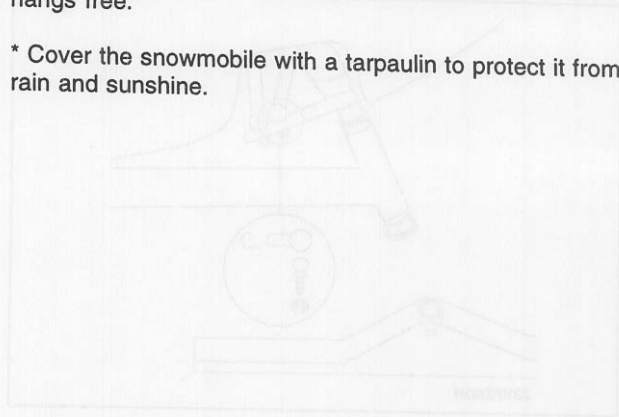 hangs free.
* Cover the snowmobile with a tarpaulin to protect it from
rain and sunshine.